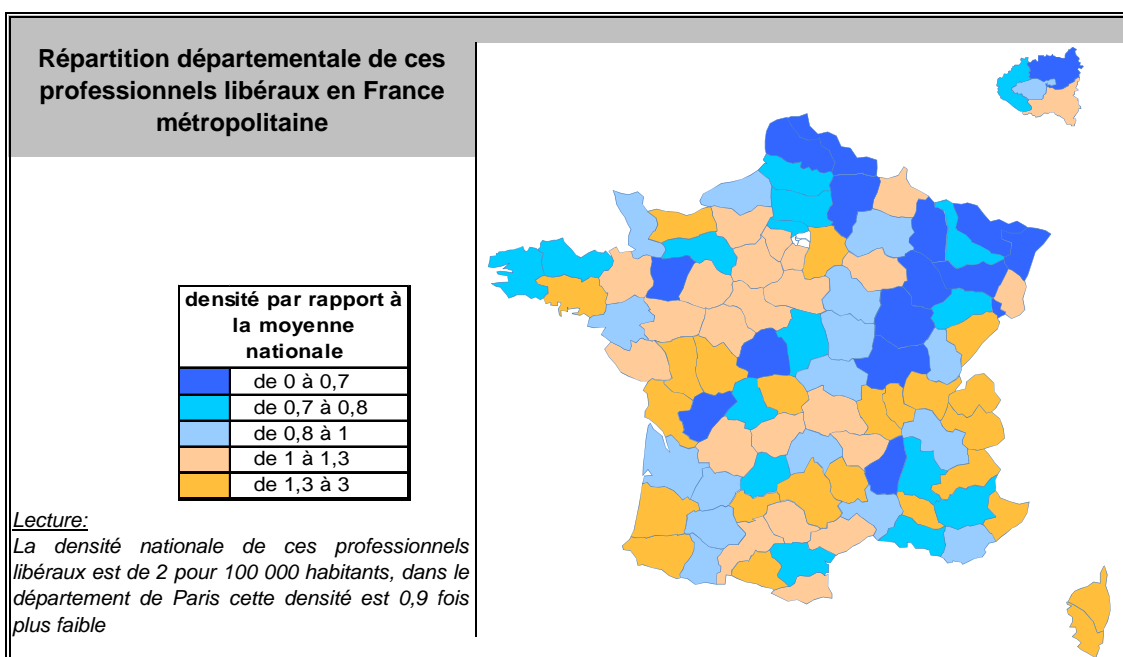 Répartition départementale de ces
professionnels libéraux en France
métropolitaine
densité par rapport à
la moyenne
nationale
de 0 à 0,7
de 0,7 à 0,8
de 0,8 à 1
de 1 à 1,3
de 1,3 à 3
Lecture:
La densité nationale de ces professionnels
libéraux est de 2 pour 100 000 habitants, dans le
département de Paris cette densité est 0,9 fois
plus faible